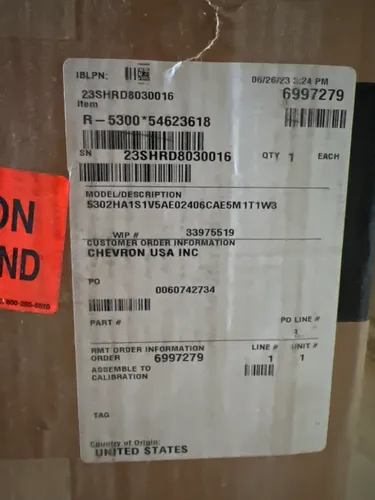 IBLPN:
06/26/23 3:24 PM
23SHRD8030016
6997279
Item
R-5300*54623618
SN 23SHRD8030016 QTY 1 EACH
MODEL/DESCRIPTION
5302HA1S1V5AE02406CAE5M1T1W3
WIP # 33975519
CUSTOMER ORDER INFORMATION
CHEVRON USA INC
PO 0060742734
PART # PO LINE #
1
RMT ORDER INFORMATION LINE # UNIT #
ORDER 6997279 1 1
ASSEMBLE TO
CALIBRATION
TAG
Country of Origin:
UNITED STATES
ON
ND